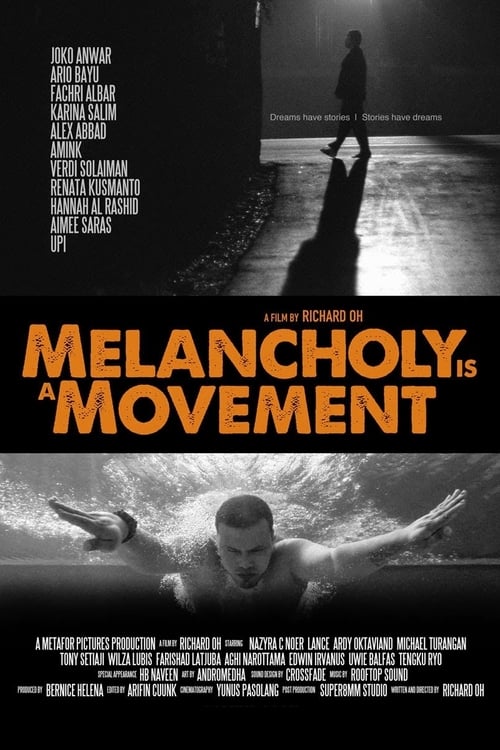 JOKO ANWAR
ARIO BAYU
FACHRI ALBAR
KARINA SALIM
ALEX ABBAD
AMINK
VERDI SOLAIMAN
RENATA KUSMANTO
HANNAH AL RASHID
AIMEE SARAS
UPI
Dreams have stories | Stories have dreams
A FILM BY RICHARD OH
MELANCHOLY IS
A MOVEMENT
A METAFOR PICTURES PRODUCTION A FILM BY RICHARD OH STARRING NAZYRA C NOER LANCE ARDY OKTAVIAND MICHAEL TURANGAN
TONY SETIAJI WILZA LUBIS FARISHAD LATJUBA AGHI NAROTTAMA EDWIN IRVANUS UWIE BALFAS TENGKU RYO
SPECIAL APPEARANCE HB NAVEEN ART BY ANDROMEDHA SOUND DESIGN BY CROSSFADE MUSIC BY ROOFTOP SOUND
PRODUCED BY BERNICE HELENA EDITED BY ARIFIN CUUNK CINEMATOGRAPHY YUNUS PASOLANG POST PRODUCTION SUPER8MM STUDIO WRITTEN AND DIRECTED BY RICHARD OH